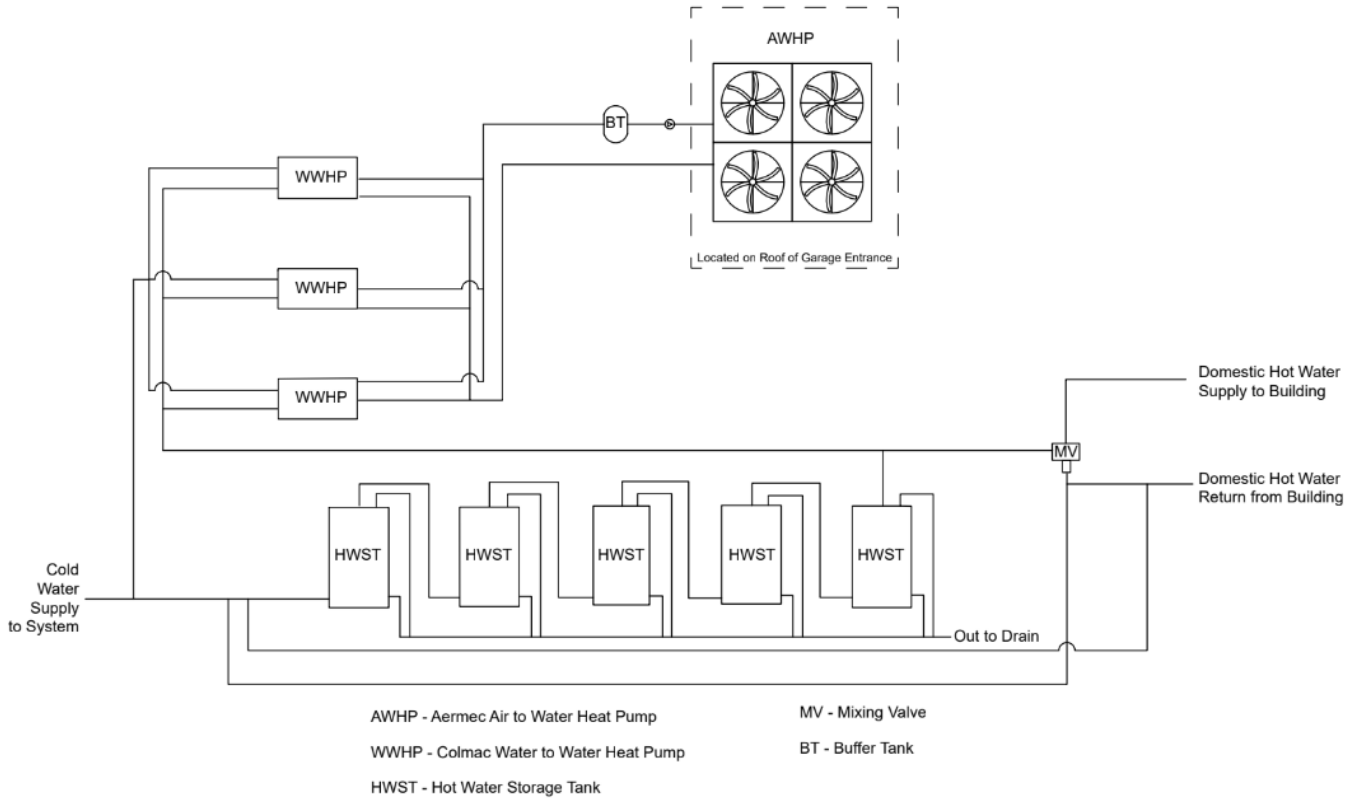 AWHP
BT
Located on Roof of Garage Entrance
WWHP
WWHP
WWHP
Domestic Hot Water
Supply to Building
MV
Domestic Hot Water
Return from Building
HWST
HWST
HWST
HWST
HWST
Cold
Water
Supply
to System
Out to Drain
AWHP - Aermec Air to Water Heat Pump
WWHP - Colmac Water to Water Heat Pump
HWST - Hot Water Storage Tank
MV - Mixing Valve
BT - Buffer Tank